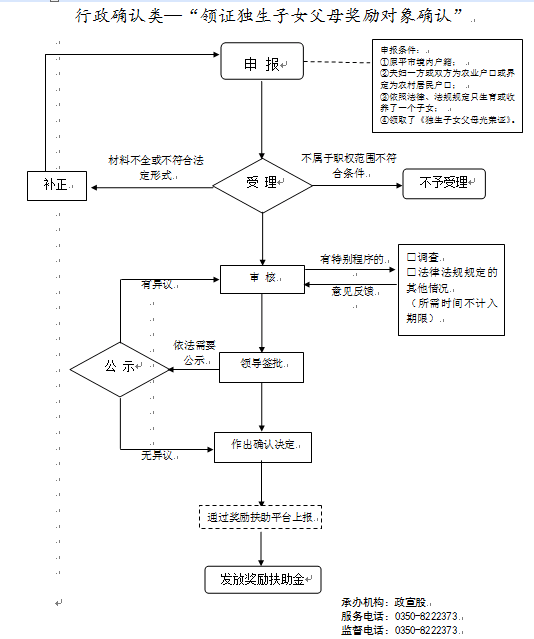 行政确认类—“领证独生子女父母奖励对象确认”
申 报
申报条件：
①原平市境内户籍；
②夫妇一方或双方为农业户口或界
定为农村居民户口；
③依照法律、法规规定只生育或收
养了一个子女；
④领取了《独生子女父母光荣证》。
材料不全或不符合法
定形式。
不属于职权范围不符
合条件。
补正
受 理
不予受理
有特别程序的
审 核
意见反馈
□调查
□法律法规规定的
其他情况
（所需时间不计入
期限）
有异议
依法需要
公示
公 示
领导签批
无异议
作出确认决定
通过奖励扶助平台上报
发放奖励扶助金
承办机构：政宣股
服务电话：0350-8222373
监督电话：0350-8222373